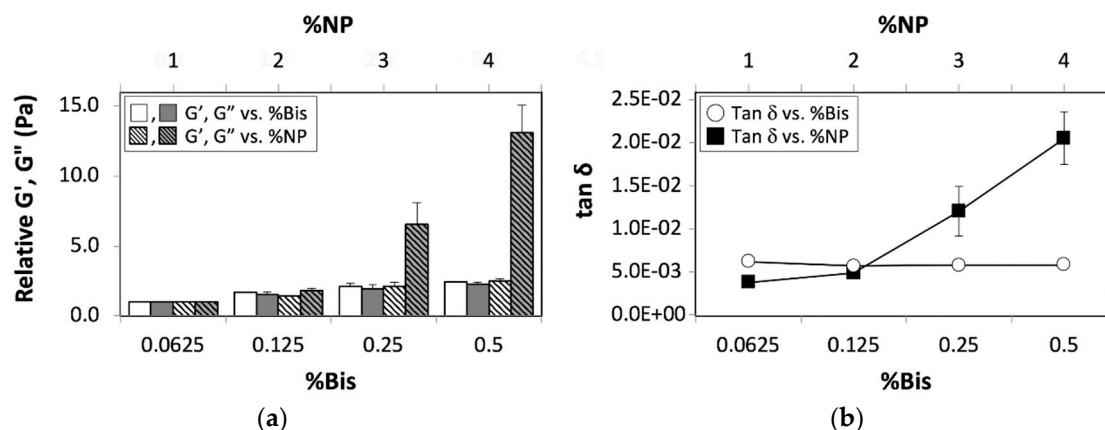 %NP
1 2 3 4
Relative G', G" (Pa)
15.0
10.0
5.0
0.0
, G', G" vs. %Bis
, G', G" vs. %NP
0.0625 0.125 0.25 0.5
%Bis
(a)
%NP
1 2 3 4
tan δ
2.5E-02
2.0E-02
1.5E-02
1.0E-02
5.0E-03
0.0E+00
Tan δ vs. %Bis
Tan δ vs. %NP
0.0625 0.125 0.25 0.5
%Bis
(b)